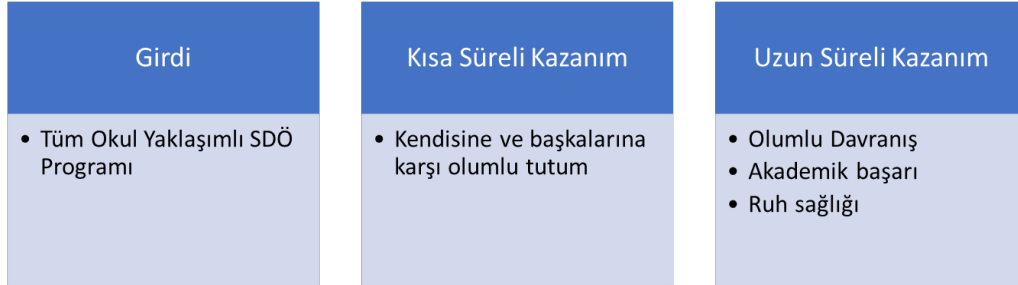 Girdi
• Tüm Okul Yaklaşımlı SDÖ
Programı
Kısa Süreli Kazanım
• Kendisine ve başkalarına
karşı olumlu tutum
Uzun Süreli Kazanım
• Olumlu Davranış
• Akademik başarı
• Ruh sağlığı